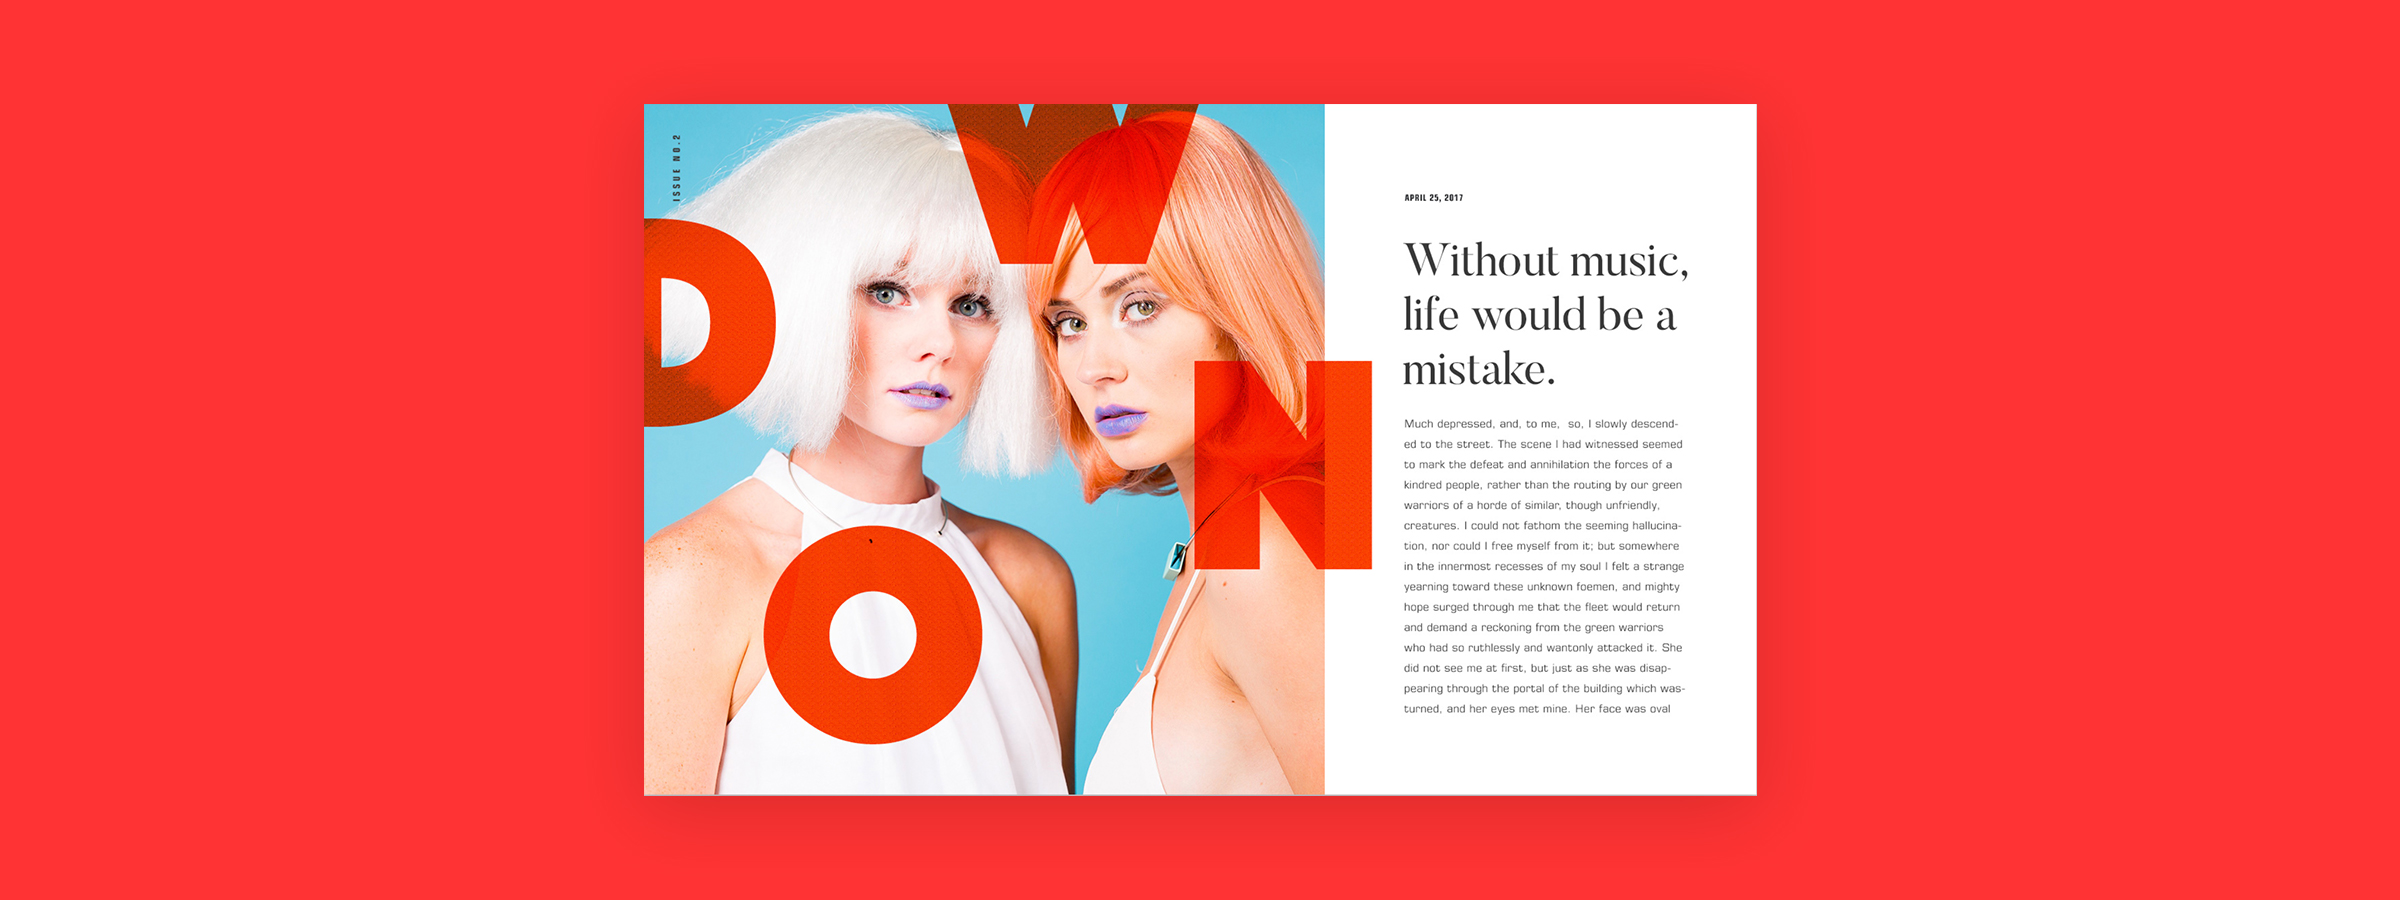 ISSUE NO.2
D
O
W
N
APRIL 25, 2017
Without music,
life would be a
mistake.
Much depressed, and, to me, so, I slowly descend-
ed to the street. The scene I had witnessed seemed
to mark the defeat and annihilation the forces of a
kindred people, rather than the routing by our green
warriors of a horde of similar, though unfriendly,
creatures. I could not fathom the seeming hallucina-
tion, nor could I free myself from it; but somewhere
in the innermost recesses of my soul I felt a strange
yearning toward these unknown foemen, and mighty
hope surged through me that the fleet would return
and demand a reckoning from the green warriors
who had so ruthlessly and wantonly attacked it. She
did not see me at first, but just as she was disap-
pearing through the portal of the building which was-
turned, and her eyes met mine. Her face was oval